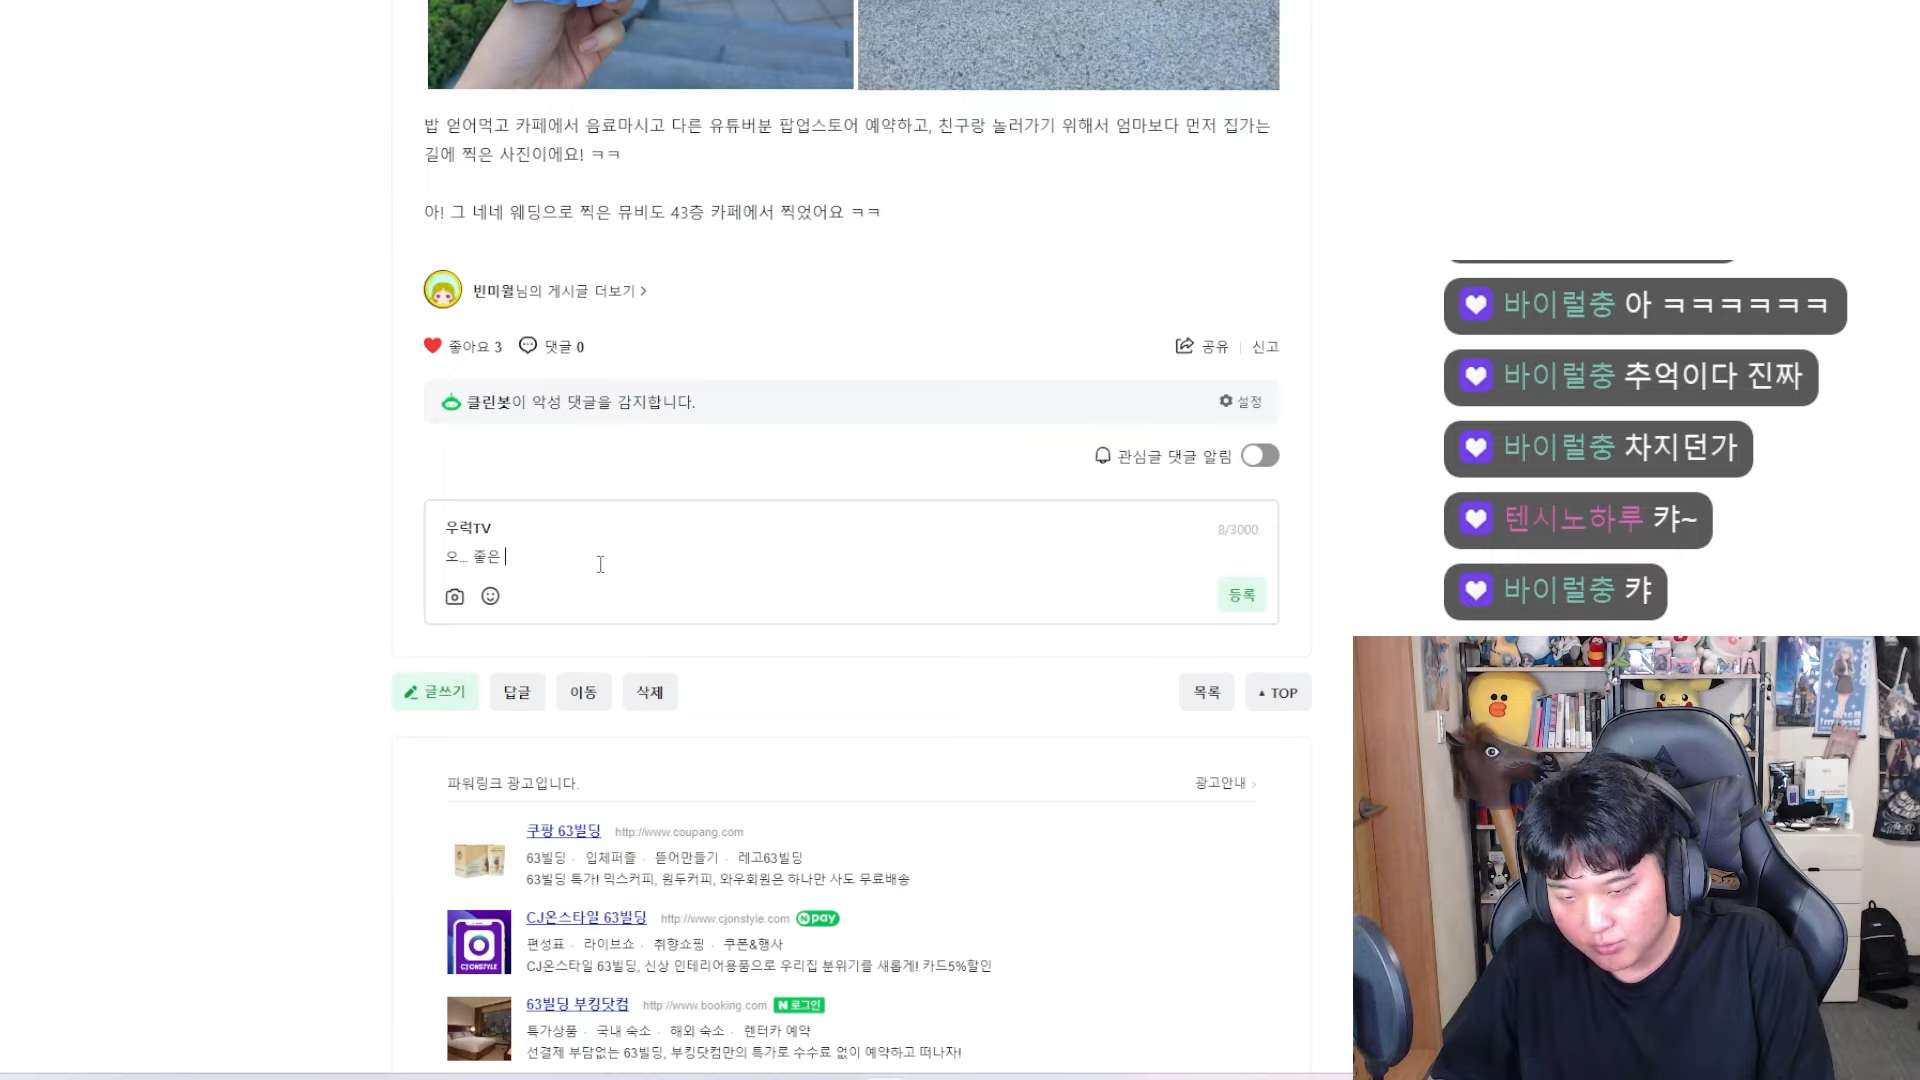 밥 얻어먹고 카페에서 음료마시고 다른 유튜버분 팝업스토어 예약하고, 친구랑 놀러가기 위해서 엄마보다 먼저 집가는
길에 찍은 사진이에요! ㅋㅋ
아! 그 네네 웨딩으로 찍은 뮤비도 43층 카페에서 찍었어요 ㅋㅋ
빈미월님의 게시글 더보기 >
좋아요 3 댓글 0
공유 신고
클린봇이 악성 댓글을 감지합니다.
설정
관심글 댓글 알림
우럭TV
8/3000
오... 좋은
등록
글쓰기 답글 이동 삭제
목록 ▲ TOP
파워링크 광고입니다.
광고안내 >
쿠팡 63빌딩 http://www.coupang.com
63빌딩 · 입체퍼즐 · 뜯어만들기 · 레고63빌딩
63빌딩 특가! 믹스커피, 원두커피, 와우회원은 하나만 사도 무료배송
CJONSTYLE
CJ온스타일 63빌딩 http://www.cjonstyle.com N pay
편성표 · 라이브쇼 · 취향쇼핑 · 쿠폰&행사
CJ온스타일 63빌딩, 신상 인테리어용품으로 우리집 분위기를 새롭게! 카드5%할인
63빌딩 부킹닷컴 http://www.booking.com N 로그인
특가상품 · 국내 숙소 · 해외 숙소 · 렌터카 예약
선결제 부담없는 63빌딩, 부킹닷컴만의 특가로 수수료 없이 예약하고 떠나자!
바이럴충 아 ㅋㅋㅋㅋㅋㅋ
바이럴충 추억이다 진짜
바이럴충 차지던가
텐시노하루 캬~
바이럴충 캬